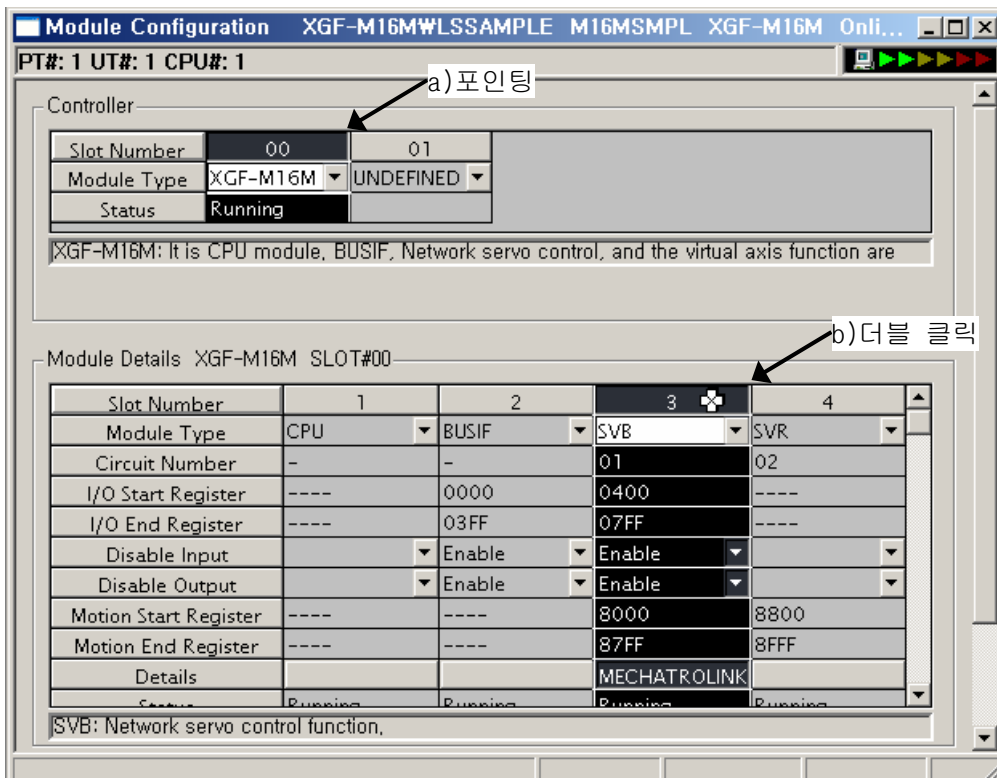 Module Configuration XGF-M16M₩LSSAMPLE M16MSMPL XGF-M16M Onli...
PT#: 1 UT#: 1 CPU#: 1
a)포인팅
Controller
Slot Number 00 01
Module Type XGF-M16M UNDEFINED
Status Running
XGF-M16M: It is CPU module, BUSIF, Network servo control, and the virtual axis function are
b)더블 클릭
Module Details XGF-M16M SLOT#00
Slot Number 1 2 3 4
Module Type CPU BUSIF SVB SVR
Circuit Number - - 01 02
I/O Start Register ---- 0000 0400 ----
I/O End Register ---- 03FF 07FF ----
Disable Input Enable Enable
Disable Output Enable Enable
Motion Start Register ---- ---- 8000 8800
Motion End Register ---- ---- 87FF 8FFF
Details MECHATROLINK
Status Running Running Running Running
SVB: Network servo control function,